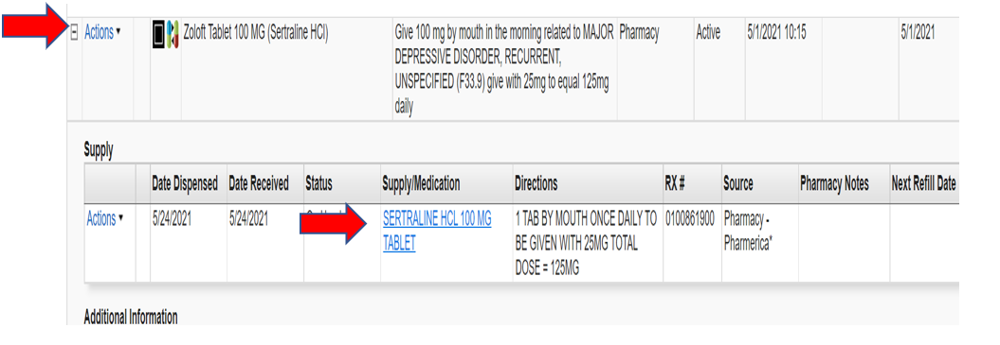 Actions ▾ Zoloft Tablet 100 MG (Sertraline HCl) Give 100 mg by mouth in the morning related to MAJOR Pharmacy Active 5/1/2021 10:15 5/1/2021
DEPRESSIVE DISORDER, RECURRENT,
UNSPECIFIED (F33.9) give with 25mg to equal 125mg
daily
Supply
Date Dispensed Date Received Status Supply/Medication Directions RX # Source Pharmacy Notes Next Refill Date
Actions ▾ 5/24/2021 5/24/2021 SERTRALINE HCL 100 MG 1 TAB BY MOUTH ONCE DAILY TO 0100861900 Pharmacy -
TABLET BE GIVEN WITH 25MG TOTAL Pharmerica*
DOSE = 125MG
Additional Information